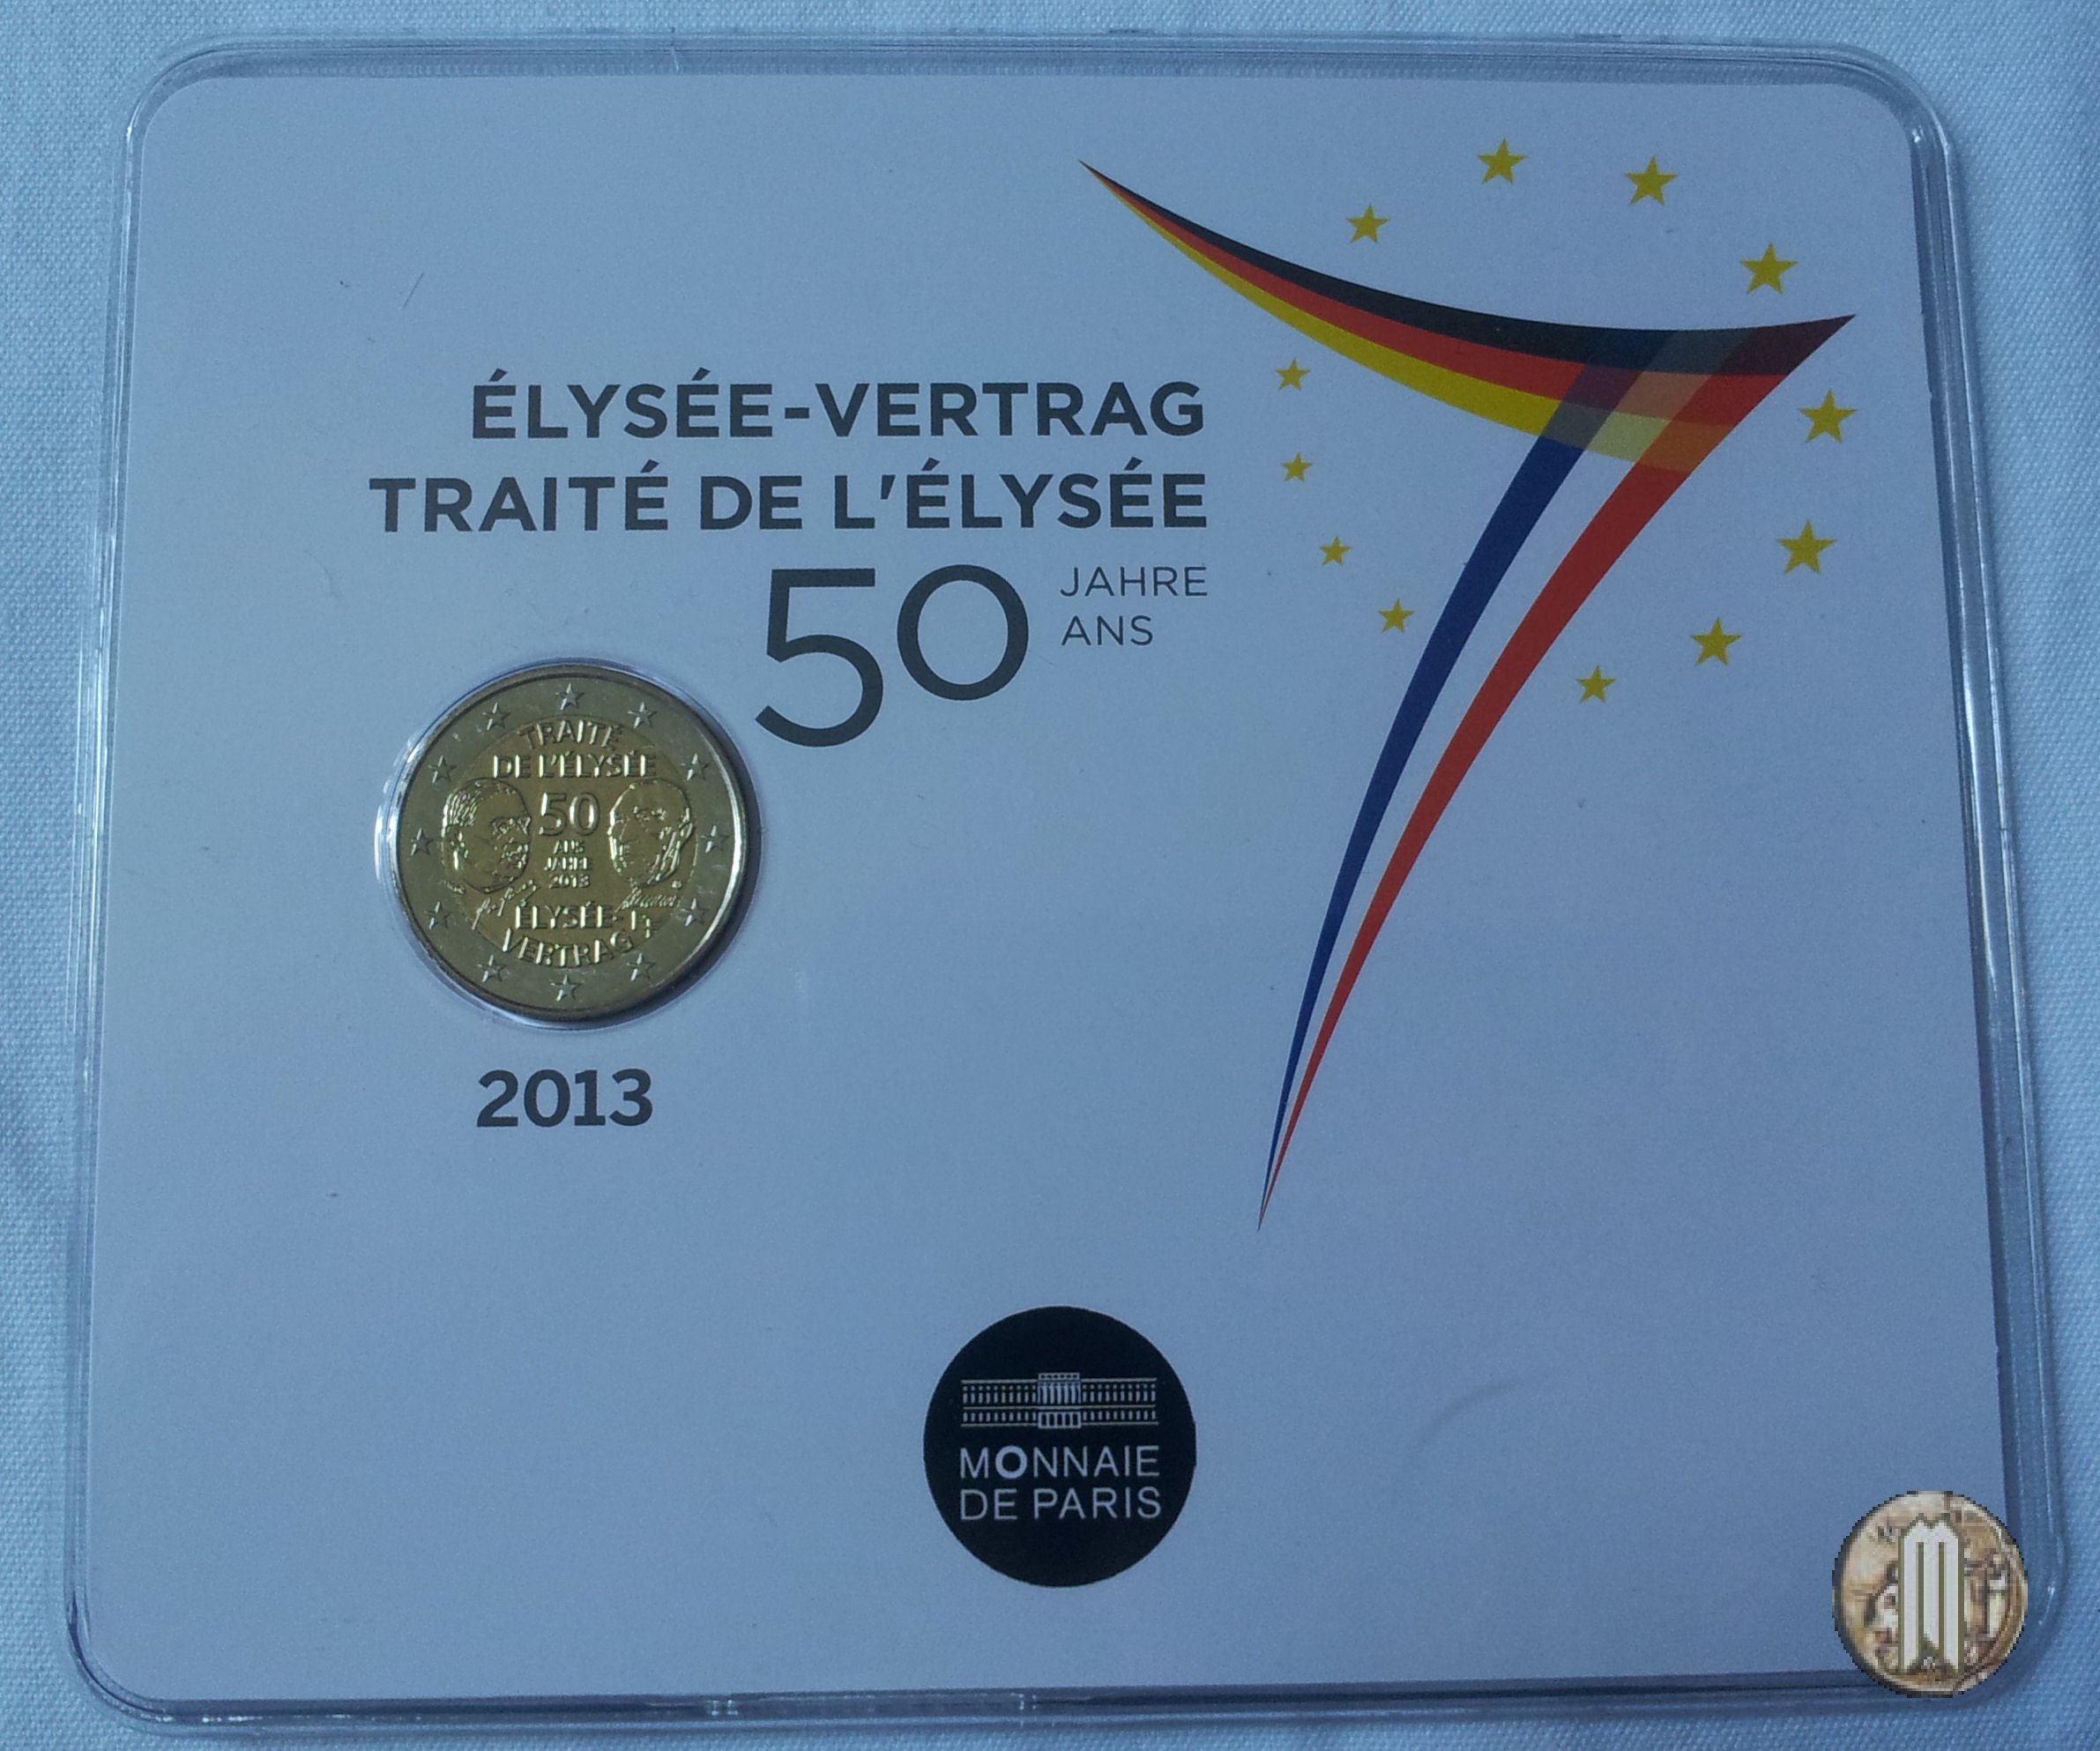 ÉLYSÉE-VERTRAG
TRAITÉ DE L'ÉLYSÉE
50 JAHRE
ANS
TRAITÉ
DE L'ÉLYSÉE
50
ANS
JAHRE
2013
ÉLYSÉE-
VERTRAG
2013
MONNAIE
DE PARIS